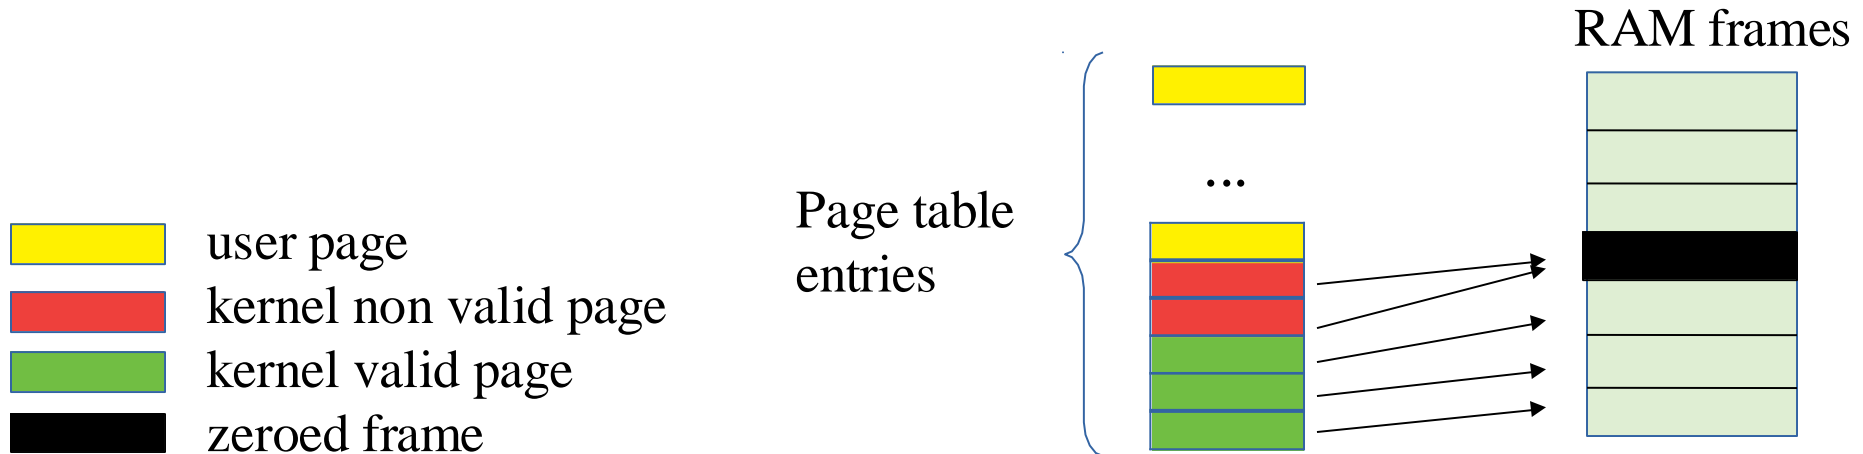 RAM frames
...
Page table
entries
user page
kernel non valid page
kernel valid page
zeroed frame